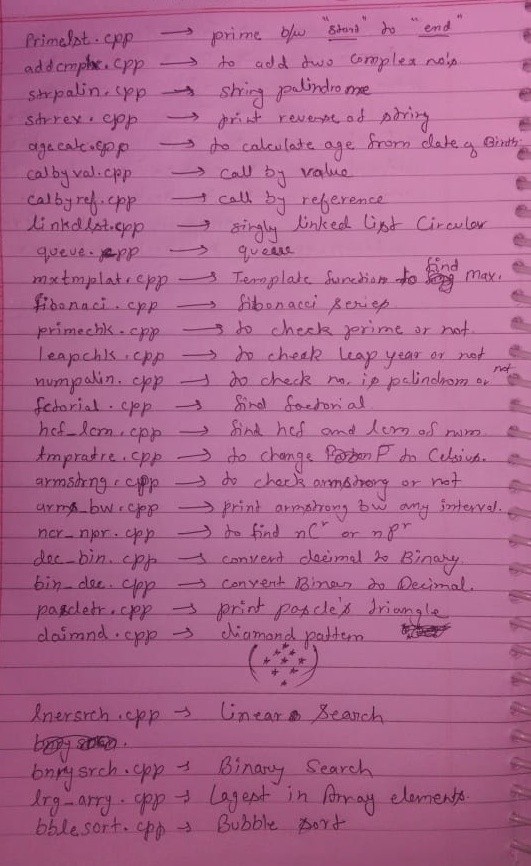 Primelst.cpp → prime b/w "start" to "end"
addcmplx.cpp → to add two complex no's
strpalin.cpp → string palindrome
strrex.cpp → print reverse of string
agecalc.cpp → to calculate age from date of Birth
calbyval.cpp → call by value
calbyref.cpp → call by reference
linkdlst.cpp → singly linked list Circular
queue.cpp → queue
mxtmplat.cpp → Template function to find max.
fibonaci.cpp → fibonacci series
primechk.cpp → to check prime or not.
leapchk.cpp → to check leap year or not
numpalin.cpp → to check no. is palindrom or not
fctorial.cpp → find factorial
hcf_lcm.cpp → find hcf and lcm of num.
tmpratre.cpp → to change F to Celsius.
armstrng.cpp → to check armstrong or not
arms_bw.cpp → print armstrong bw any interval.
ncr_npr.cpp → to find nCr or npr
dec_bin.cpp → convert decimal to Binary.
bin_dec.cpp → convert Binary to Decimal.
pascletr.cpp → print pascle's triangle
daimnd.cpp → diamond pattern
lnersrch.cpp → Linear Search
bnrysrch.cpp → Binary Search
lrg_arry.cpp → Lagest in Array elements.
bblesort.cpp → Bubble sort